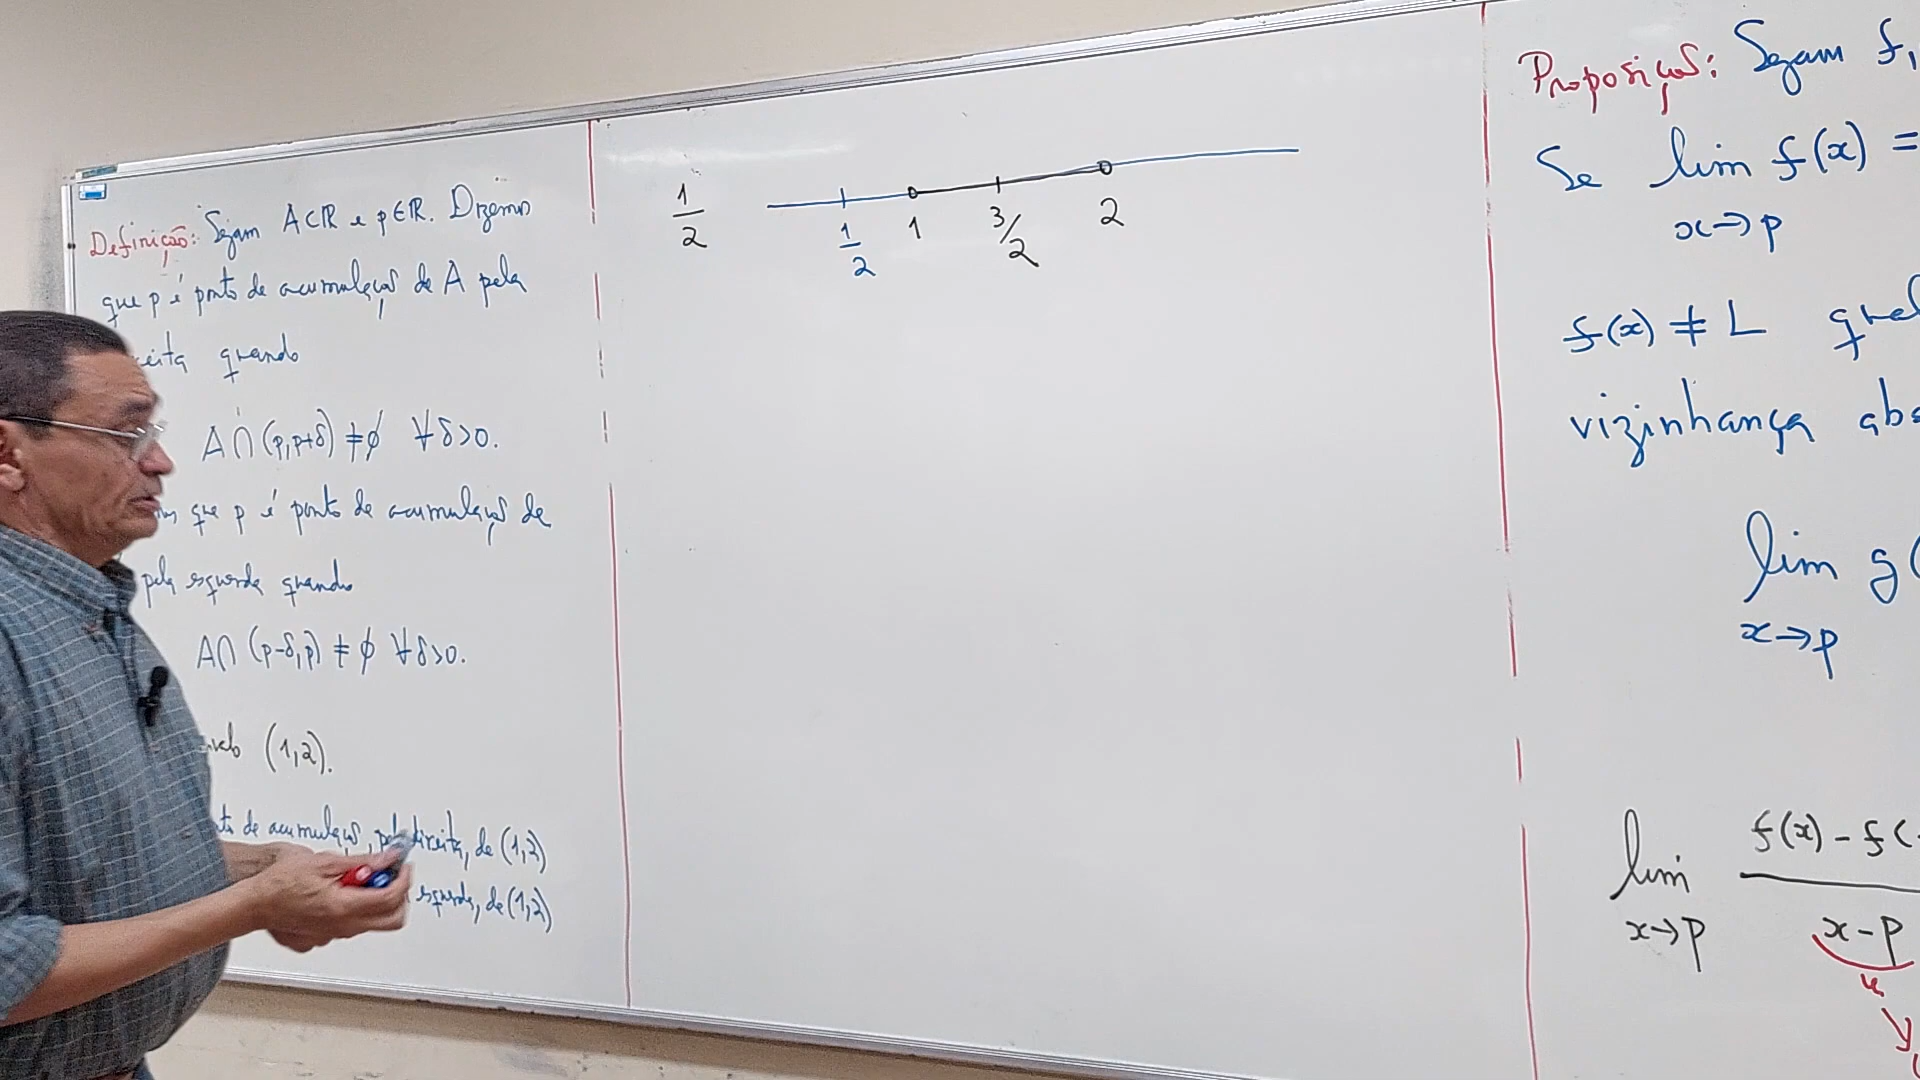 Definição: Sejam A⊂ℝ e p∈ℝ. Dizemos
que p é ponto de acumulação de A pela
quando
A∩(p,p+δ)≠∅ ∀δ>0.
que p é ponto de acumulação de
pela esquerda quando
A∩(p-δ,p)≠∅ ∀δ>0.
(1,2).
de acumulação, pela direita, de (1,2)
esquerda, de (1,2)
1/2
1/2 1 3/2 2
Proposição: Sejam f,
Se lim f(x) =
x→p
f(x) ≠ L
vizinhança
lim g(
x→p
lim f(x) - f(
x→p x-p